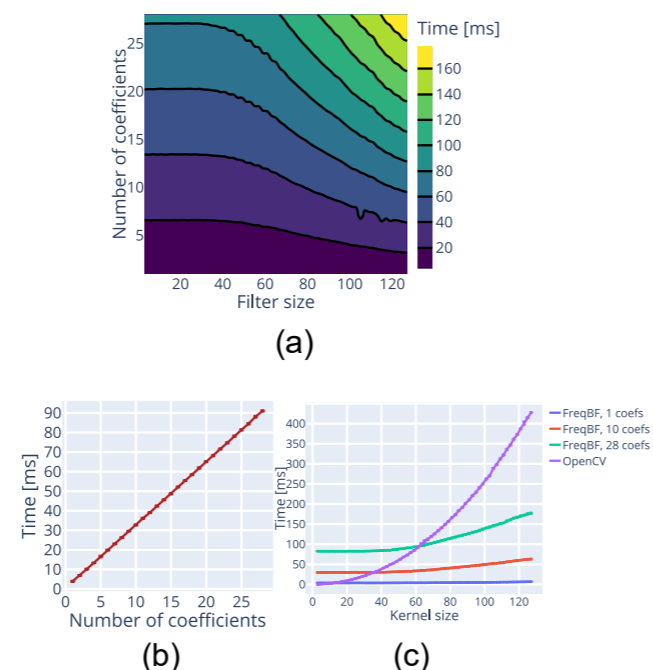 Time [ms]
Number of coefficients
25
20
15
10
5
160
140
120
100
80
60
40
20
20 40 60 80 100 120
Filter size
(a)
Time [ms]
90
80
70
60
50
40
30
20
10
0
0 5 10 15 20 25
Number of coefficients
(b)
Time [ms]
400
350
300
250
200
150
100
50
0
0 20 40 60 80 100 120
Kernel size
FreqBF, 1 coefs
FreqBF, 10 coefs
FreqBF, 28 coefs
OpenCV
(c)